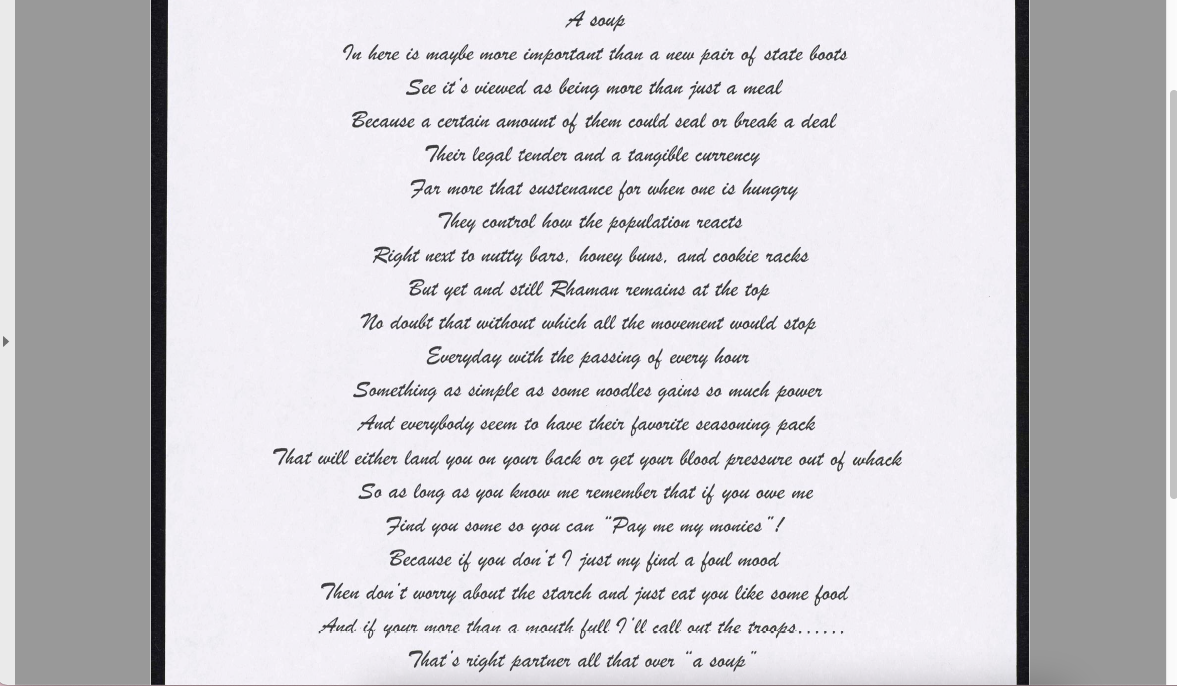 A soup
In here is maybe more important than a new pair of state boots
See it's viewed as being more than just a meal
Because a certain amount of them could seal or break a deal
Their legal tender and a tangible currency
Far more that sustenance for when one is hungry
They control how the population reacts
Right next to nutty bars, honey buns, and cookie racks
But yet and still Rhaman remains at the top
No doubt that without which all the movement would stop
Everyday with the passing of every hour
Something as simple as some noodles gains so much power
And everybody seem to have their favorite seasoning pack
That will either land you on your back or get your blood pressure out of whack
So as long as you know me remember that if you owe me
Find you some so you can "Pay me my monies"!
Because if you don't I just my find a foul mood
Then don't worry about the starch and just eat you like some food
And if your more than a mouth full I'll call out the troops......
That's right partner all that over "a soup"